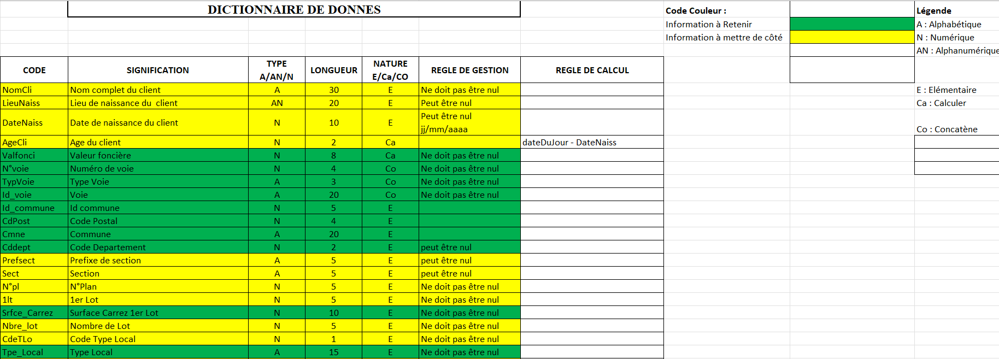 DICTIONNAIRE DE DONNES
Code Couleur :
Légende
Information à Retenir
A : Alphabétique
Information à mettre de côté
N : Numérique
AN : Alphanumérique
CODE SIGNIFICATION TYPE A/AN/N LONGUEUR NATURE E/Ca/CO REGLE DE GESTION REGLE DE CALCUL
NomCli Nom complet du client A 30 E Ne doit pas être nul
E : Elémentaire
LieuNaiss Lieu de naissance du  client AN 20 E Peut être nul
Ca : Calculer
DateNaiss Date de naissance du client N 10 E Peut être nul jj/mm/aaaa
Co : Concatène
AgeCli Age du client N 2 Ca dateDuJour - DateNaiss
Valfonci Valeur foncière N 8 Ca Ne doit pas être nul
N°voie Numéro de voie N 4 Co Ne doit pas être nul
TypVoie Type Voie A 3 Co Ne doit pas être nul
Id_voie Voie A 20 Co Ne doit pas être nul
Id_commune Id commune N 5 E
CdPost Code Postal N 4 E
Cmne Commune A 20 E
Cddept Code Departement N 2 E peut être nul
Prefsect Prefixe de section A 5 E peut être nul
Sect Section A 5 E peut être nul
N°pl N°Plan N 5 E Ne doit pas être nul
1lt 1er Lot N 5 E Ne doit pas être nul
Srfce_Carrez Surface Carrez 1er Lot N 10 E Ne doit pas être nul
Nbre_lot Nombre de Lot N 5 E Ne doit pas être nul
CdeTLo Code Type Local N 1 E Ne doit pas être nul
Tpe_Local Type Local A 15 E Ne doit pas être nul